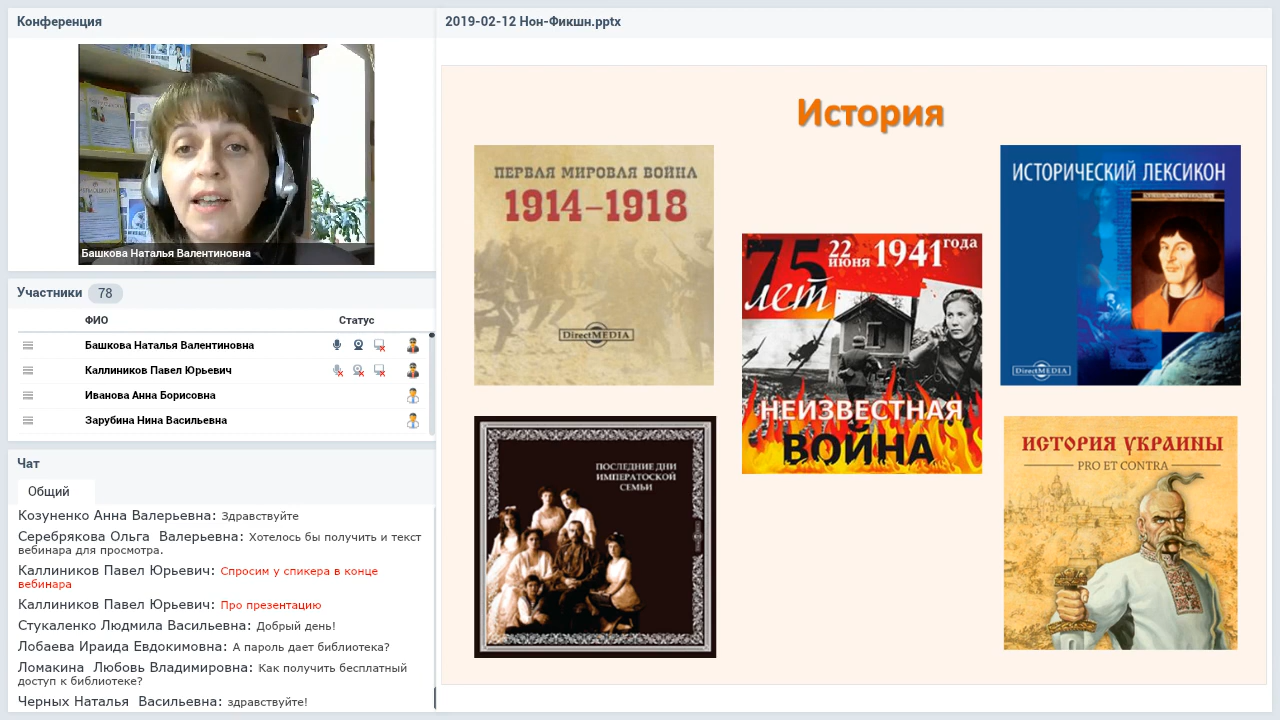 Конференция
Башкова Наталья Валентиновна
Участники 78
ФИО Статус
Башкова Наталья Валентиновна
Каллиников Павел Юрьевич
Иванова Анна Борисовна
Зарубина Нина Васильевна
Чат
Общий
Козуненко Анна Валерьевна: Здравствуйте
Серебрякова Ольга  Валерьевна: Хотелось бы получить и текст
вебинара для просмотра.
Каллиников Павел Юрьевич: Спросим у спикера в конце
вебинара
Каллиников Павел Юрьевич: Про презентацию
Стукаленко Людмила Васильевна: Добрый день!
Лобаева Ираида Евдокимовна: А пароль дает библиотека?
Ломакина  Любовь Владимировна: Как получить бесплатный
доступ к библиотеке?
Черных Наталья  Васильевна: здравствуйте!
2019-02-12 Нон-Фикшн.pptx
История
ПЕРВАЯ МИРОВАЯ ВОЙНА
1914–1918
DirectMEDIA
75 лет
22 июня 1941 года
НЕИЗВЕСТНАЯ
ВОЙНА
ИСТОРИЧЕСКИЙ ЛЕКСИКОН
DirectMEDIA
ПОСЛЕДНИЕ ДНИ
ИМПЕРАТОСКОЙ
СЕМЬИ
ИСТОРИЯ УКРАИНЫ
PRO ET CONTRA